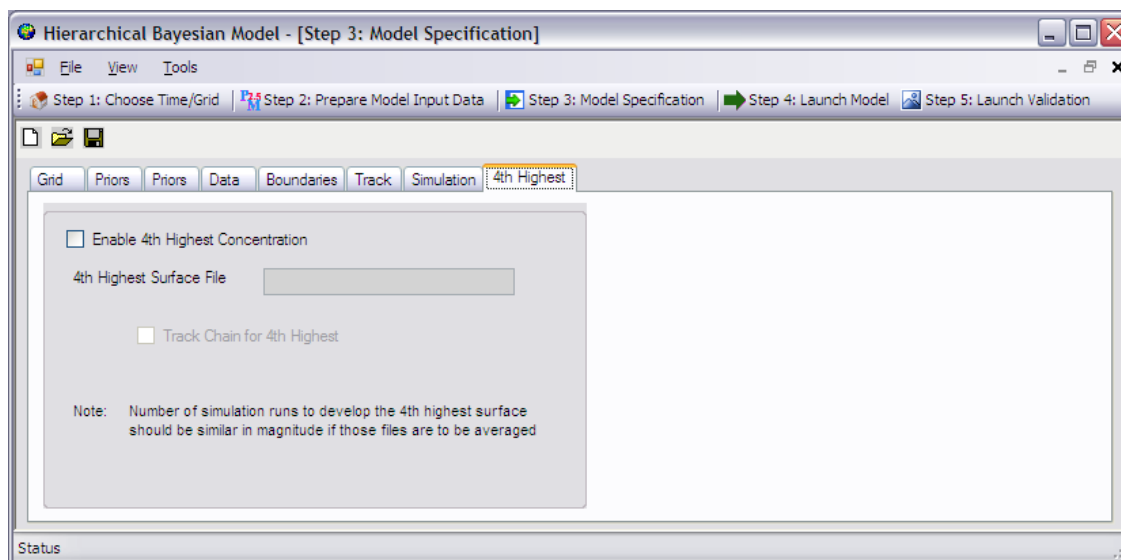 Hierarchical Bayesian Model - [Step 3: Model Specification]
File View Tools
Step 1: Choose Time/Grid PM2.5 Step 2: Prepare Model Input Data Step 3: Model Specification Step 4: Launch Model Step 5: Launch Validation
Grid Priors Priors Data Boundaries Track Simulation 4th Highest
Enable 4th Highest Concentration
4th Highest Surface File
Track Chain for 4th Highest
Note: Number of simulation runs to develop the 4th highest surface
should be similar in magnitude if those files are to be averaged
Status